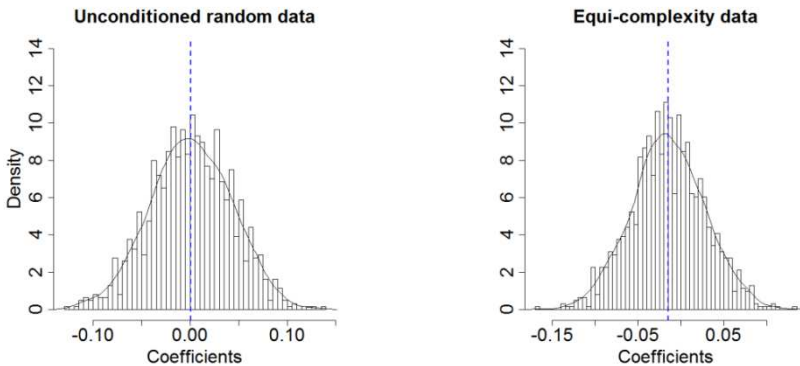 Unconditioned random data
Equi-complexity data
14
12
10
8
6
4
2
0
Density
-0.10 0.00 0.10
Coefficients
14
12
10
8
6
4
2
0
-0.15 -0.05 0.05
Coefficients